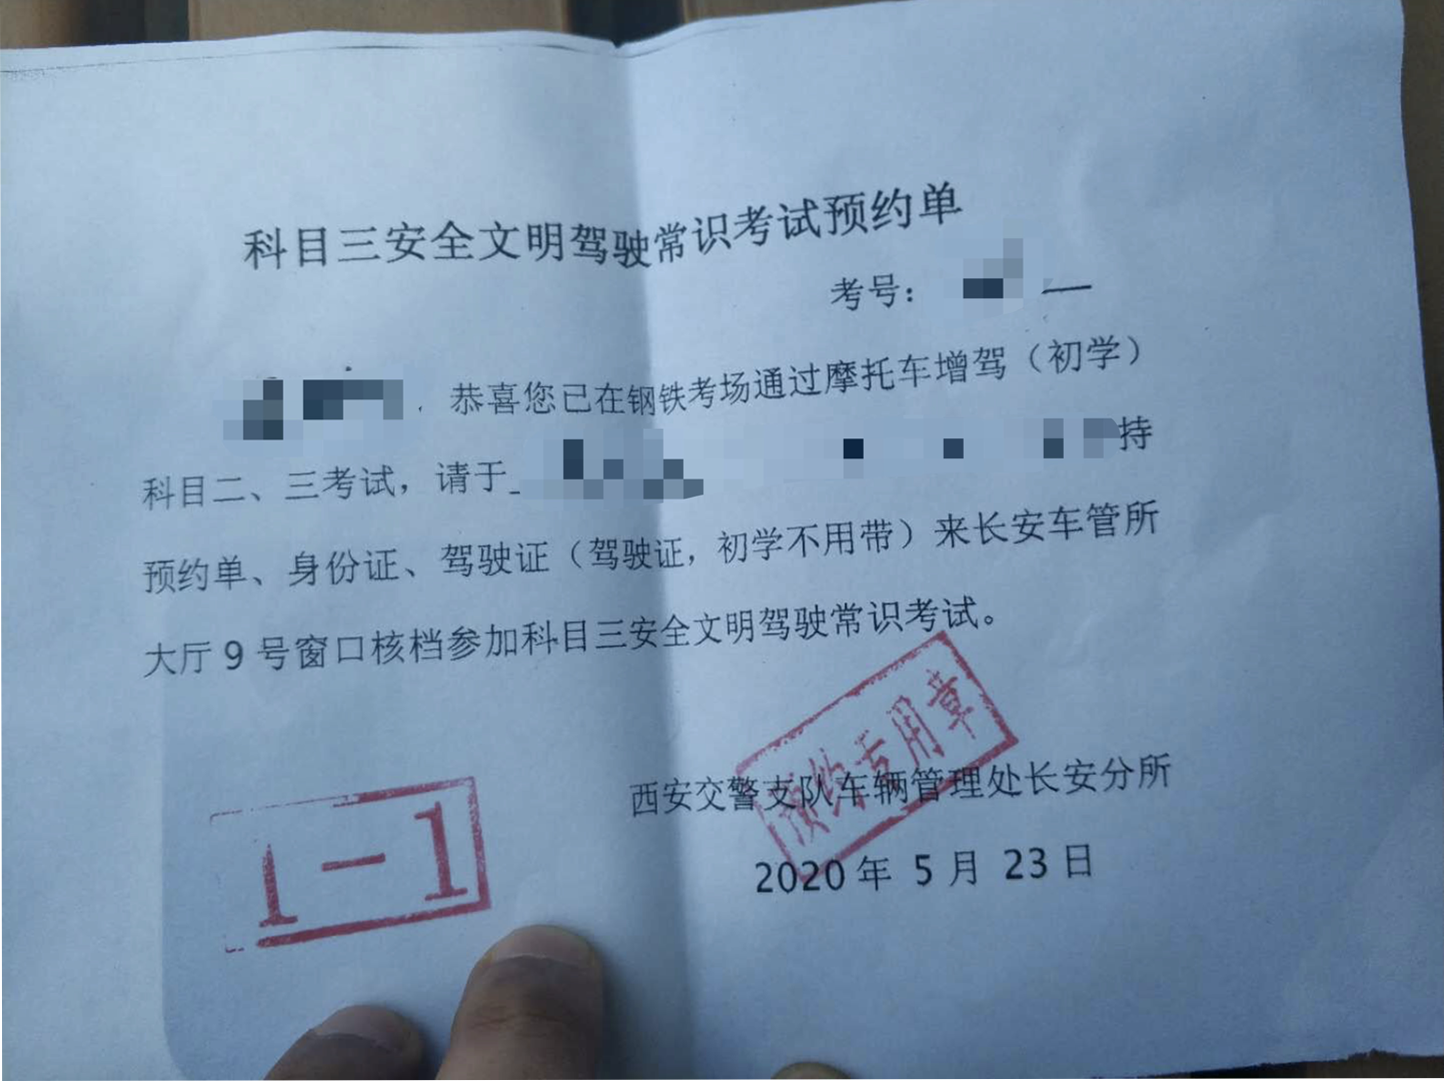 科目三安全文明驾驶常识考试预约单
考号：
恭喜您已在钢铁考场通过摩托车增驾（初学）
科目二、三考试，请于 持
预约单、身份证、驾驶证（驾驶证，初学不用带）来长安车管所
大厅9号窗口核档参加科目三安全文明驾驶常识考试。
预约专用章
西安交警支队车辆管理处长安分所
2020年 5月 23日
1-1